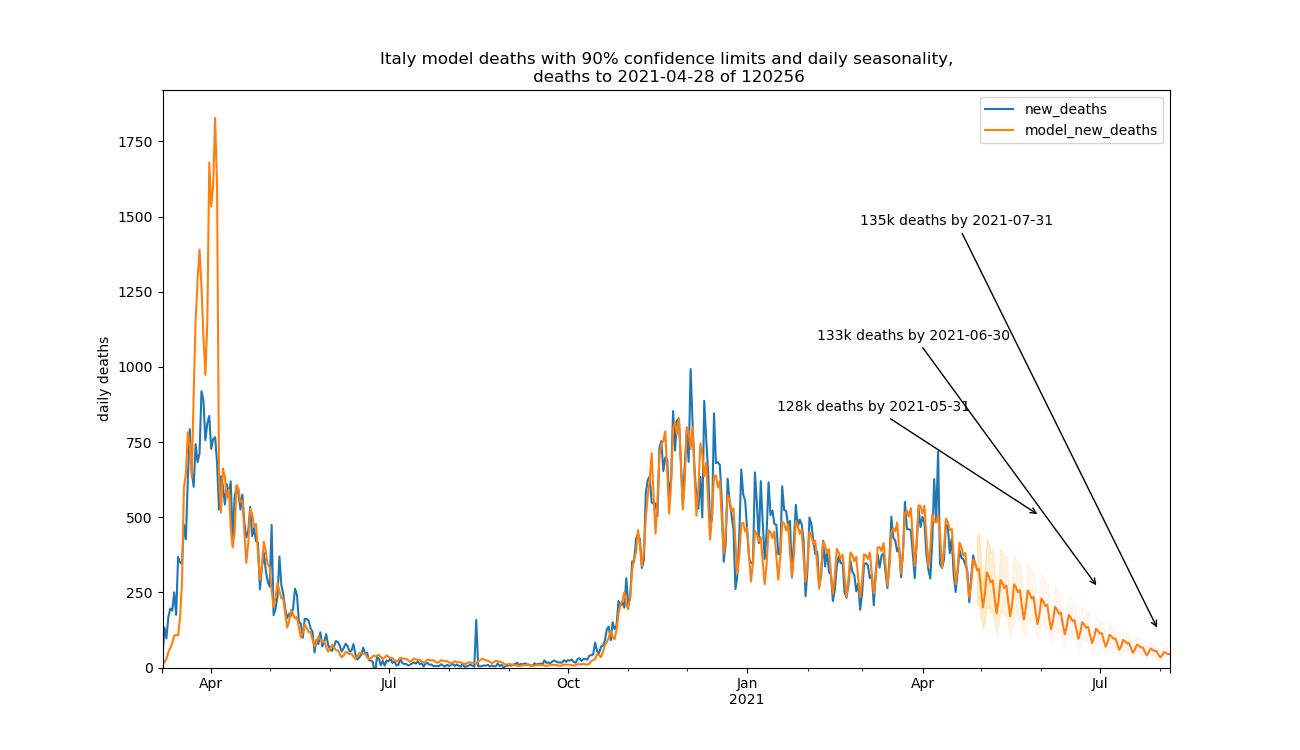 Italy model deaths with 90% confidence limits and daily seasonality,
deaths to 2021-04-28 of 120256
new_deaths
model_new_deaths
1750
1500
1250
1000
750
500
250
0
daily deaths
135k deaths by 2021-07-31
133k deaths by 2021-06-30
128k deaths by 2021-05-31
Apr
Jul
Oct
Jan
2021
Apr
Jul